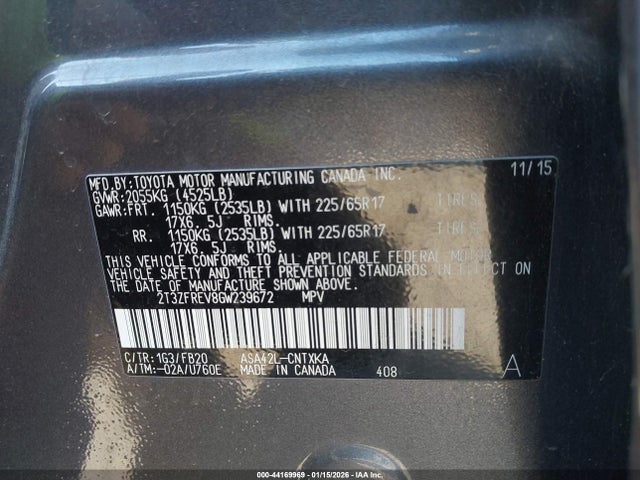 MFD.BY:TOYOTA MOTOR MANUFACTURING CANADA INC. 11/15
GVWR:2055KG (4525LB)
GAWR:FRT. 1150KG (2535LB) WITH 225/65R17 TIRES,
17X6. 5J RIMS.
RR. 1150KG (2535LB) WITH 225/65R17 TIRES,
17X6. 5J RIMS.
THIS VEHICLE CONFORMS TO ALL APPLICABLE FEDERAL MOTOR
VEHICLE SAFETY AND THEFT PREVENTION STANDARDS IN EFFECT ON THE
DATE OF MANUFACTURE SHOWN ABOVE.
2T3ZFREV8GW239672 MPV
C/TR:1G3/FB20 ASA42L-CNTXKA
A/TM:-02A/U760E MADE IN CANADA 408 A
000-44169969 - 01/15/2026 - IAA Holdings, LLC